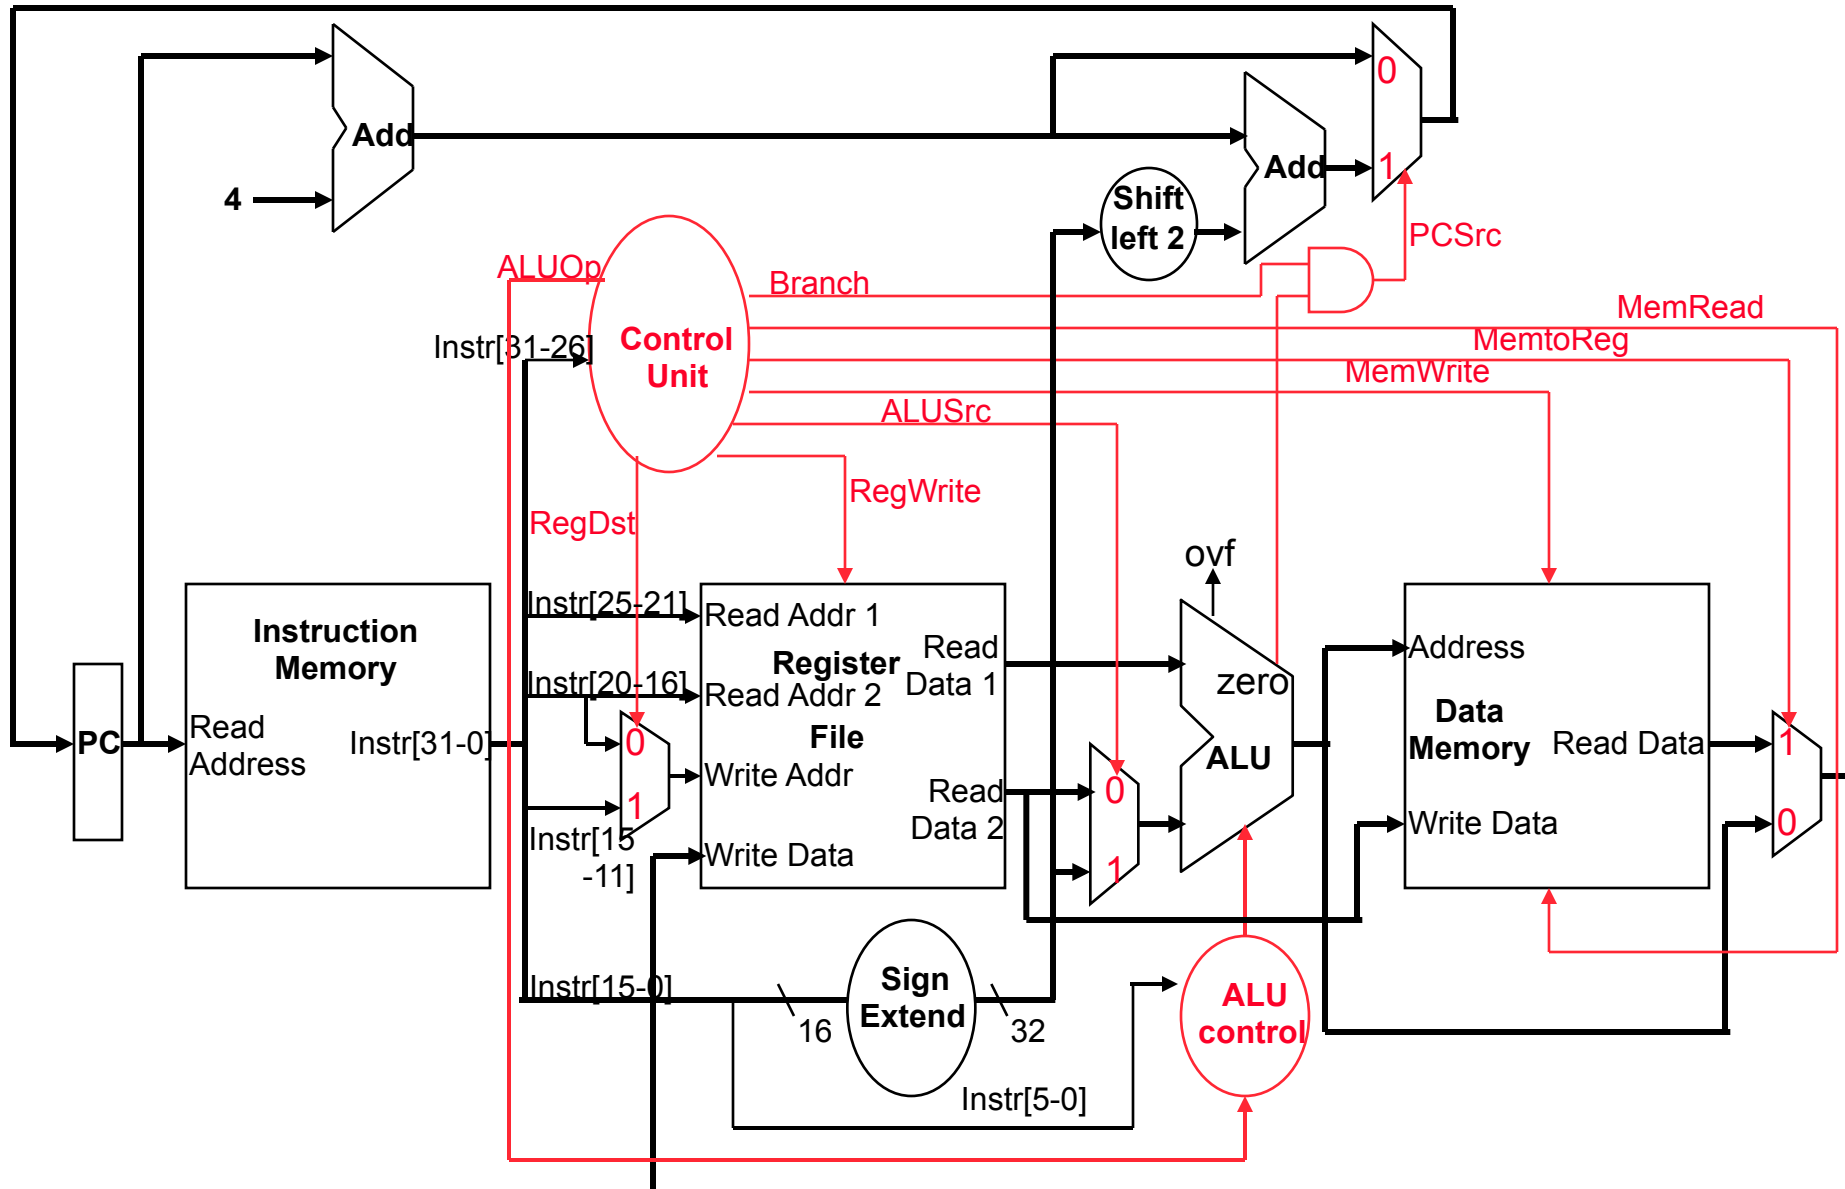 0
Add
Add
1
4
Shift
left 2
PCSrc
ALUOp
Branch
MemRead
Instr[31-26]
Control
Unit
MemtoReg
MemWrite
ALUSrc
RegWrite
RegDst
ovf
Instruction
Memory
Instr[25-21]
Read Addr 1
Register
File
Read
Data 1
Instr[20-16]
Read Addr 2
zero
Address
Data
Memory
PC
Read
Address
Instr[31-0]
0
Write Addr
ALU
Read Data
1
1
Read
Data 2
0
Instr[15
-11]
Write Data
1
Write Data
0
Instr[15-0]
16
Sign
Extend
32
ALU
control
Instr[5-0]